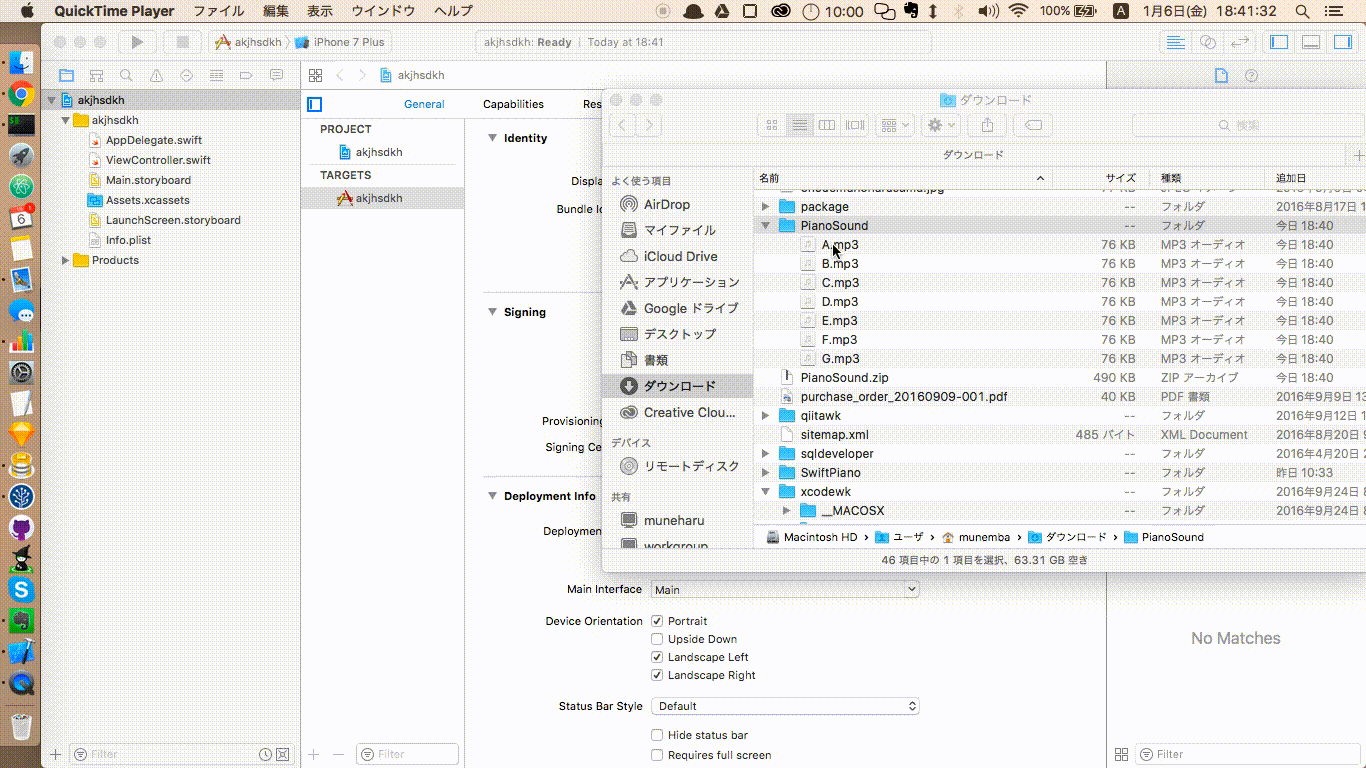 QuickTime Player ファイル 編集 表示 ウインドウ ヘルプ 10:00 100% A 1月6日(金) 18:41:32
akjhsdkh iPhone 7 Plus akjhsdkh: Ready | Today at 18:41
akjhsdkh
akjhsdkh
AppDelegate.swift
ViewController.swift
Main.storyboard
Assets.xcassets
LaunchScreen.storyboard
Info.plist
Products
Filter
akjhsdkh
General Capabilities Res
PROJECT
akjhsdkh
TARGETS
akjhsdkh
Filter
Identity
Displa
Bundle Id
Signing
Provisioning
Signing Ce
Deployment Info
Deploymen
Main Interface Main
Device Orientation Portrait
Upside Down
Landscape Left
Landscape Right
Status Bar Style Default
Hide status bar
Requires full screen
ダウンロード
検索
ダウンロード
よく使う項目
AirDrop
マイファイル
iCloud Drive
アプリケーション
Google ドライブ
デスクトップ
書類
ダウンロード
Creative Clou...
デバイス
リモートディスク
共有
muneharu
workgroup
名前 サイズ 種類 追加日
package -- フォルダ 2016年8月17日 1
PianoSound -- フォルダ 今日 18:40
A.mp3 76 KB MP3 オーディオ 今日 18:40
B.mp3 76 KB MP3 オーディオ 今日 18:40
C.mp3 76 KB MP3 オーディオ 今日 18:40
D.mp3 76 KB MP3 オーディオ 今日 18:40
E.mp3 76 KB MP3 オーディオ 今日 18:40
F.mp3 76 KB MP3 オーディオ 今日 18:40
G.mp3 76 KB MP3 オーディオ 今日 18:40
PianoSound.zip 490 KB ZIP アーカイブ 今日 18:40
purchase_order_20160909-001.pdf 40 KB PDF 書類 2016年9月9日 13
qiitawk -- フォルダ 2016年9月12日 1
sitemap.xml 485 バイト XML Document 2016年8月20日 9
sqldeveloper -- フォルダ 2016年4月20日 2
SwiftPiano -- フォルダ 昨日 10:33
xcodewk -- フォルダ 2016年9月24日 8
__MACOSX -- フォルダ 2016年9月24日 8
Macintosh HD › ユーザ › munemba › ダウンロード › PianoSound
46 項目中の 1 項目を選択、63.31 GB 空き
No Matches
Filter